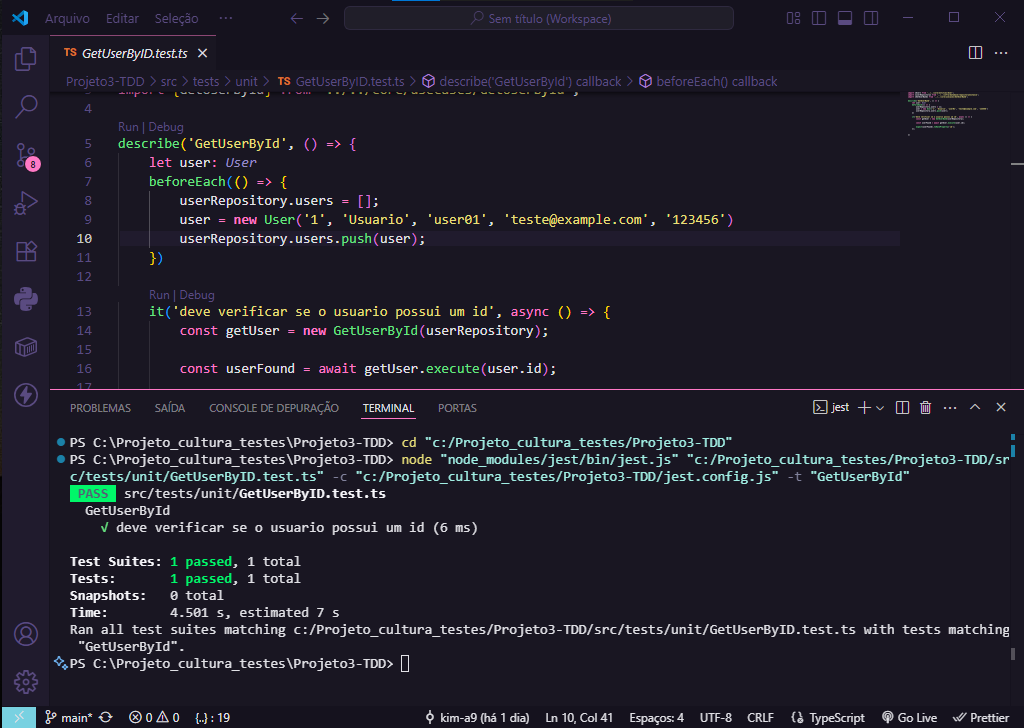 Arquivo Editar Seleção ··· Sem título (Workspace)
TS GetUserByID.test.ts
Projeto3-TDD > src > tests > unit > TS GetUserByID.test.ts > describe('GetUserById') callback > beforeEach() callback
4
Run | Debug
5 describe('GetUserById', () => {
6 let user: User
7 beforeEach(() => {
8 userRepository.users = [];
9 user = new User('1', 'Usuario', 'user01', 'teste@example.com', '123456')
10 userRepository.users.push(user);
11 })
12
Run | Debug
13 it('deve verificar se o usuario possui um id', async () => {
14 const getUser = new GetUserById(userRepository);
15
16 const userFound = await getUser.execute(user.id);
17
8
PROBLEMAS SAÍDA CONSOLE DE DEPURAÇÃO TERMINAL PORTAS jest
PS C:\Projeto_cultura_testes\Projeto3-TDD> cd "c:/Projeto_cultura_testes/Projeto3-TDD"
PS C:\Projeto_cultura_testes\Projeto3-TDD> node "node_modules/jest/bin/jest.js" "c:/Projeto_cultura_testes/Projeto3-TDD/sr
c/tests/unit/GetUserByID.test.ts" -c "c:/Projeto_cultura_testes/Projeto3-TDD/jest.config.js" -t "GetUserById"
PASS src/tests/unit/GetUserByID.test.ts
GetUserById
√ deve verificar se o usuario possui um id (6 ms)
Test Suites: 1 passed, 1 total
Tests: 1 passed, 1 total
Snapshots: 0 total
Time: 4.501 s, estimated 7 s
Ran all test suites matching c:/Projeto_cultura_testes/Projeto3-TDD/src/tests/unit/GetUserByID.test.ts with tests matching
"GetUserById".
PS C:\Projeto_cultura_testes\Projeto3-TDD>
main* 0 0 {..} : 19 kim-a9 (há 1 dia) Ln 10, Col 41 Espaços: 4 UTF-8 CRLF {} TypeScript Go Live Prettier